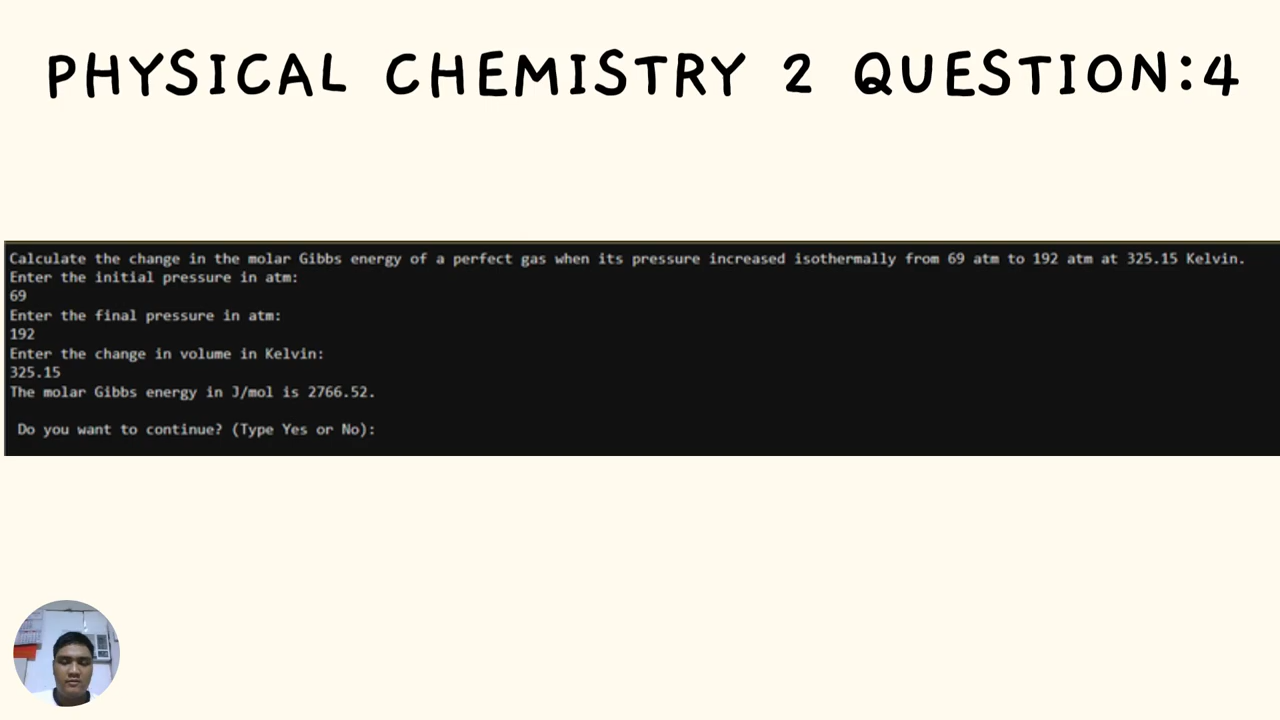 PHYSICAL CHEMISTRY 2 QUESTION:4
Calculate the change in the molar Gibbs energy of a perfect gas when its pressure increased isothermally from 69 atm to 192 atm at 325.15 Kelvin.
Enter the initial pressure in atm:
69
Enter the final pressure in atm:
192
Enter the change in volume in Kelvin:
325.15
The molar Gibbs energy in J/mol is 2766.52.
Do you want to continue? (Type Yes or No):